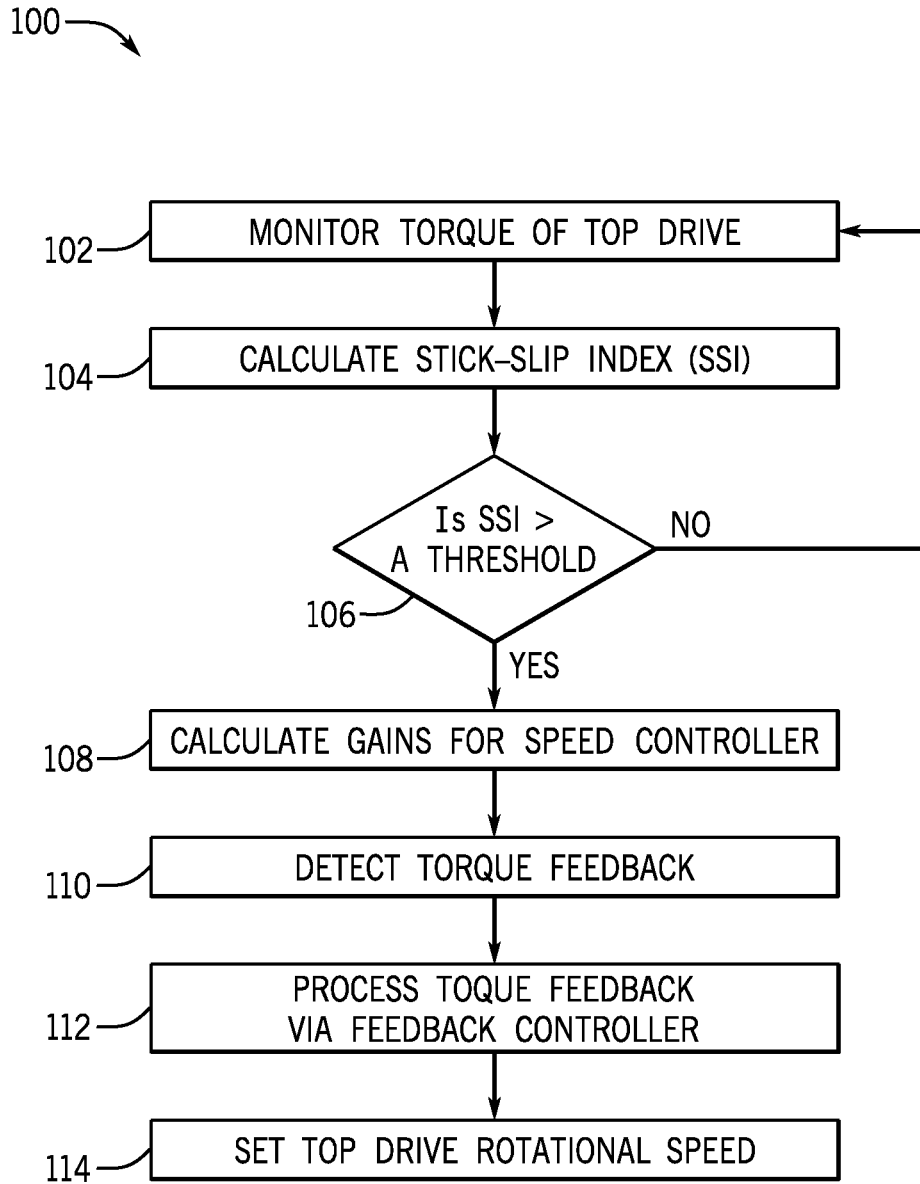 100
MONITOR TORQUE OF TOP DRIVE
102
CALCULATE STICK–SLIP INDEX (SSI)
104
Is SSI >
A THRESHOLD
NO
106
YES
CALCULATE GAINS FOR SPEED CONTROLLER
108
DETECT TORQUE FEEDBACK
110
PROCESS TOQUE FEEDBACK
VIA FEEDBACK CONTROLLER
112
SET TOP DRIVE ROTATIONAL SPEED
114